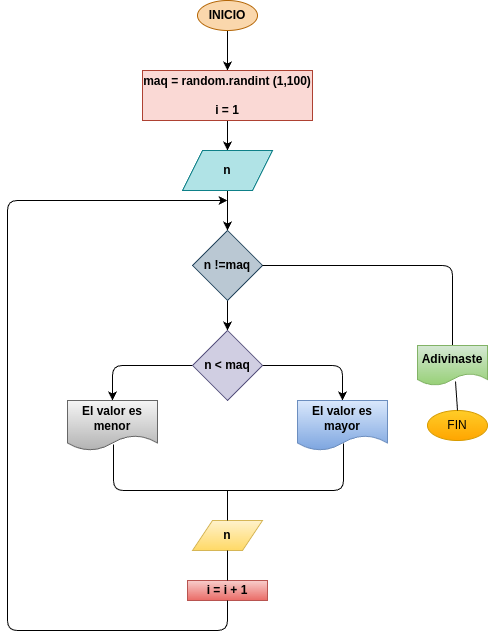 INICIO
maq = random.randint (1,100)
i = 1
n
n !=maq
n < maq
Adivinaste
El valor es
menor
El valor es
mayor
FIN
n
i = i + 1